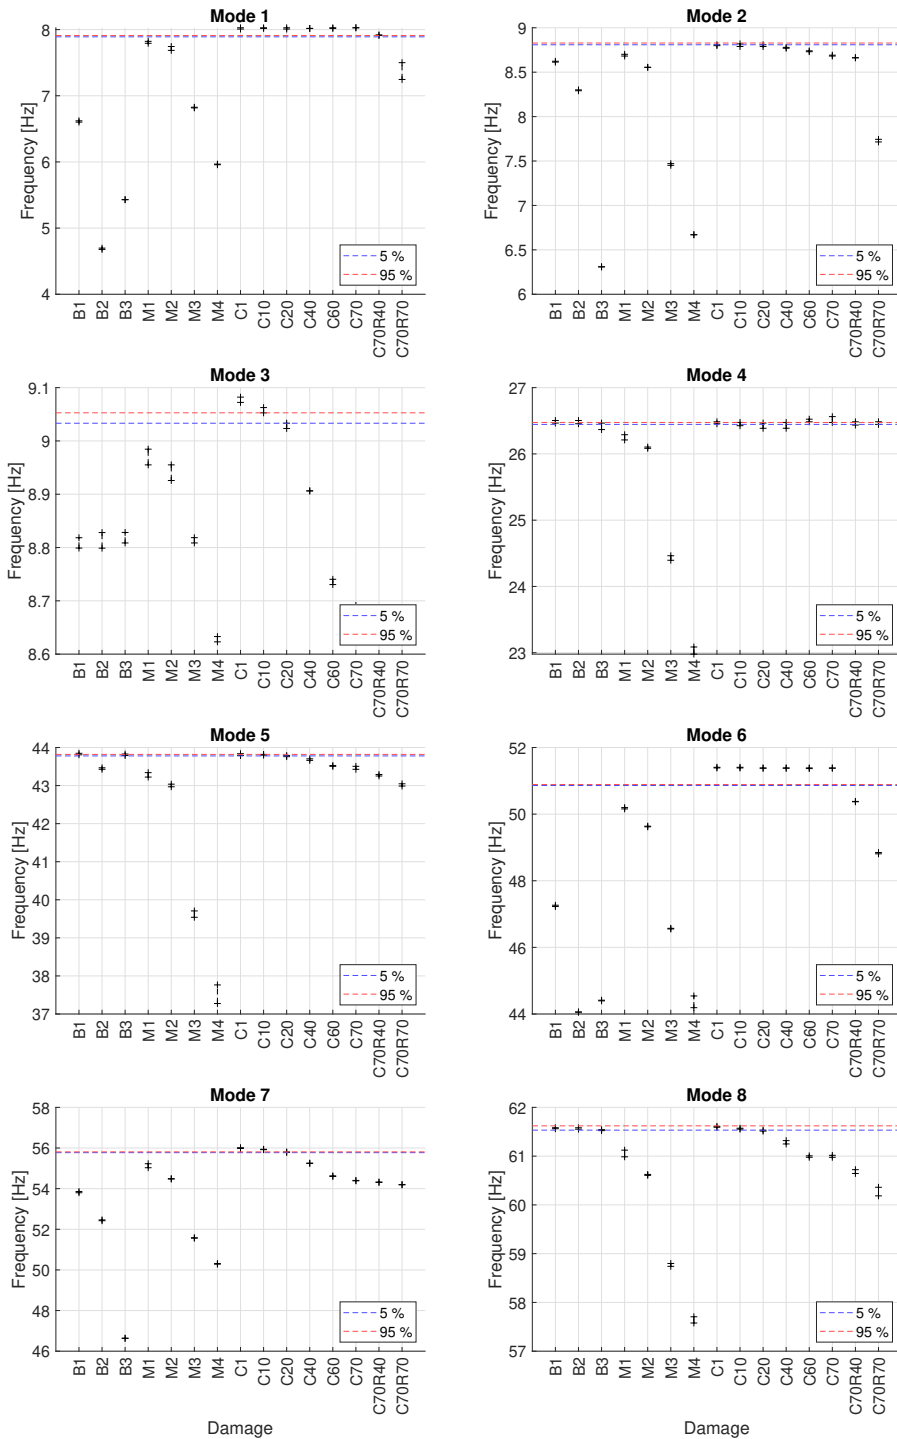 Mode 1
Frequency [Hz]
8
7
6
5
4
5 %
95 %
B1 B2 B3 M1 M2 M3 M4 C1 C10 C20 C40 C60 C70 C70R40 C70R70
Mode 2
Frequency [Hz]
9
8.5
8
7.5
7
6.5
6
5 %
95 %
B1 B2 B3 M1 M2 M3 M4 C1 C10 C20 C40 C60 C70 C70R40 C70R70
Mode 3
Frequency [Hz]
9.1
9
8.9
8.8
8.7
8.6
5 %
95 %
B1 B2 B3 M1 M2 M3 M4 C1 C10 C20 C40 C60 C70 C70R40 C70R70
Mode 4
Frequency [Hz]
27
26
25
24
23
5 %
95 %
B1 B2 B3 M1 M2 M3 M4 C1 C10 C20 C40 C60 C70 C70R40 C70R70
Mode 5
Frequency [Hz]
44
43
42
41
40
39
38
37
5 %
95 %
B1 B2 B3 M1 M2 M3 M4 C1 C10 C20 C40 C60 C70 C70R40 C70R70
Mode 6
Frequency [Hz]
52
50
48
46
44
5 %
95 %
B1 B2 B3 M1 M2 M3 M4 C1 C10 C20 C40 C60 C70 C70R40 C70R70
Mode 7
Frequency [Hz]
58
56
54
52
50
48
46
5 %
95 %
B1 B2 B3 M1 M2 M3 M4 C1 C10 C20 C40 C60 C70 C70R40 C70R70
Damage
Mode 8
Frequency [Hz]
62
61
60
59
58
57
5 %
95 %
B1 B2 B3 M1 M2 M3 M4 C1 C10 C20 C40 C60 C70 C70R40 C70R70
Damage